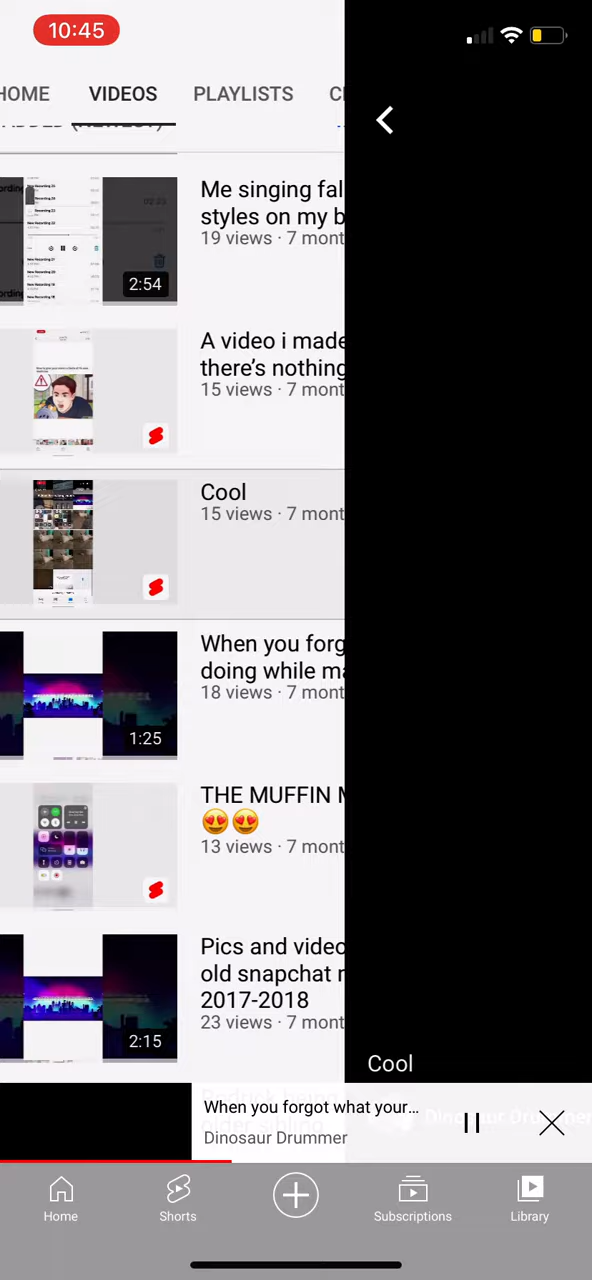 10:45
HOME VIDEOS PLAYLISTS
Me singing fal
styles on my b
19 views · 7 mont
2:54
A video i made
there's nothing
15 views · 7 mont
Cool
15 views · 7 mont
When you forg
doing while ma
18 views · 7 mont
1:25
THE MUFFIN M
😍😍
13 views · 7 mont
Pics and video
old snapchat
2017-2018
23 views · 7 mont
2:15
Cool
When you forgot what your...
Dinosaur Drummer
Dinosaur Drummer
Home Shorts Subscriptions Library